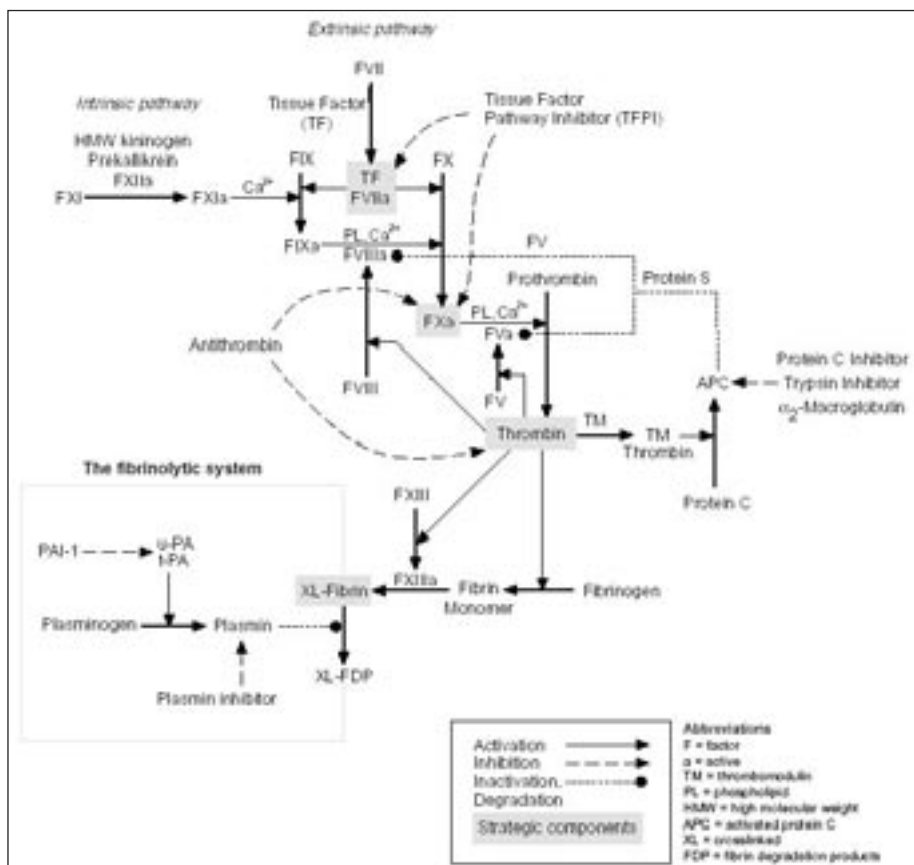 Extrinsic pathway
FVII
Intrinsic pathway
Tissue Factor
(TF)
Tissue Factor
Pathway Inhibitor (TFPI)
HMW kininogen
Prekallikrein
FXIIa
FIX
TF
FVIIa
FX
FXI
FXIa
Ca²⁺
FIXa
PL, Ca²⁺
FVIIIa
FV
Prothrombin
Protein S
FXa
PL, Ca²⁺
FVa
Antithrombin
FVIII
FV
APC
Protein C Inhibitor
Trypsin Inhibitor
α₂-Macroglobulin
Thrombin
TM
TM
Thrombin
Protein C
The fibrinolytic system
FXIII
PAI-1
u-PA
t-PA
XL-Fibrin
FXIIIa
Fibrin
Monomer
Fibrinogen
Plasminogen
Plasmin
XL-FDP
Plasmin inhibitor
Activation
Inhibition
Inactivation,
Degradation
Strategic components
Abbreviations
F = factor
a = active
TM = thrombomodulin
PL = phospholipid
HMW = high molecular weight
APC = activated protein C
XL = crosslinked
FDP = fibrin degradation products